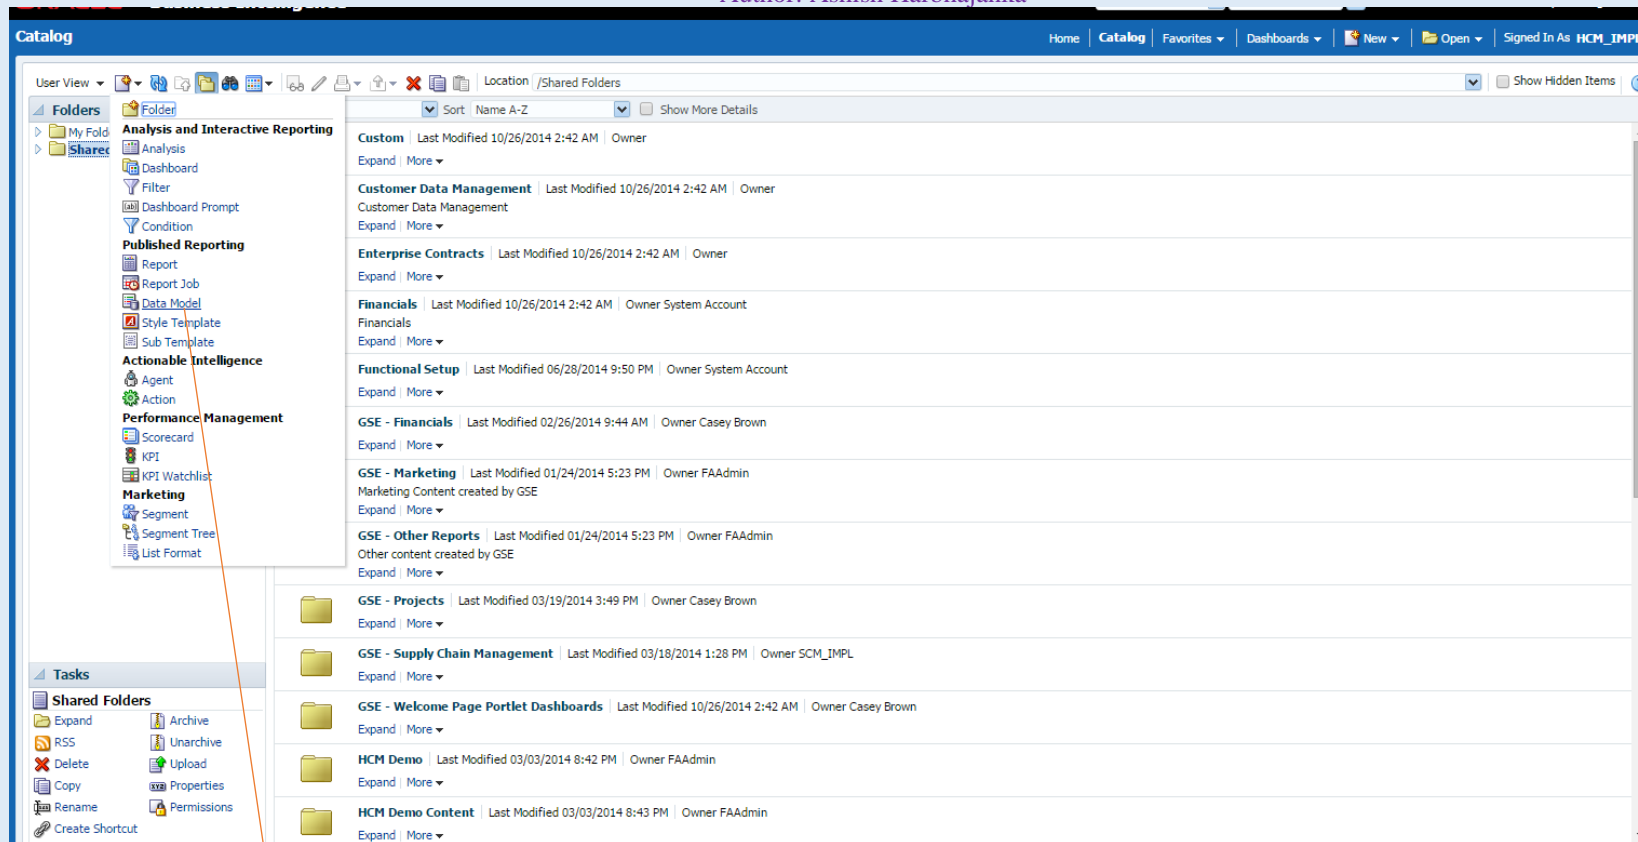 Catalog
Home Catalog Favorites Dashboards New Open Signed In As HCM_IMPL
User View Location /Shared Folders Show Hidden Items
Folders
My Fold
Shared
Folder
Analysis and Interactive Reporting
Analysis
Dashboard
Filter
Dashboard Prompt
Condition
Published Reporting
Report
Report Job
Data Model
Style Template
Sub Template
Actionable Intelligence
Agent
Action
Performance Management
Scorecard
KPI
KPI Watchlist
Marketing
Segment
Segment Tree
List Format
Sort Name A-Z Show More Details
Custom Last Modified 10/26/2014 2:42 AM Owner
Expand More
Customer Data Management Last Modified 10/26/2014 2:42 AM Owner
Customer Data Management
Expand More
Enterprise Contracts Last Modified 10/26/2014 2:42 AM Owner
Expand More
Financials Last Modified 10/26/2014 2:42 AM Owner System Account
Financials
Expand More
Functional Setup Last Modified 06/28/2014 9:50 PM Owner System Account
Expand More
GSE - Financials Last Modified 02/26/2014 9:44 AM Owner Casey Brown
Expand More
GSE - Marketing Last Modified 01/24/2014 5:23 PM Owner FAAdmin
Marketing Content created by GSE
Expand More
GSE - Other Reports Last Modified 01/24/2014 5:23 PM Owner FAAdmin
Other content created by GSE
Expand More
GSE - Projects Last Modified 03/19/2014 3:49 PM Owner Casey Brown
Expand More
GSE - Supply Chain Management Last Modified 03/18/2014 1:28 PM Owner SCM_IMPL
Expand More
GSE - Welcome Page Portlet Dashboards Last Modified 10/26/2014 2:42 AM Owner Casey Brown
Expand More
HCM Demo Last Modified 03/03/2014 8:42 PM Owner FAAdmin
Expand More
HCM Demo Content Last Modified 03/03/2014 8:43 PM Owner FAAdmin
Expand More
Tasks
Shared Folders
Expand Archive
RSS Unarchive
Delete Upload
Copy Properties
Rename Permissions
Create Shortcut